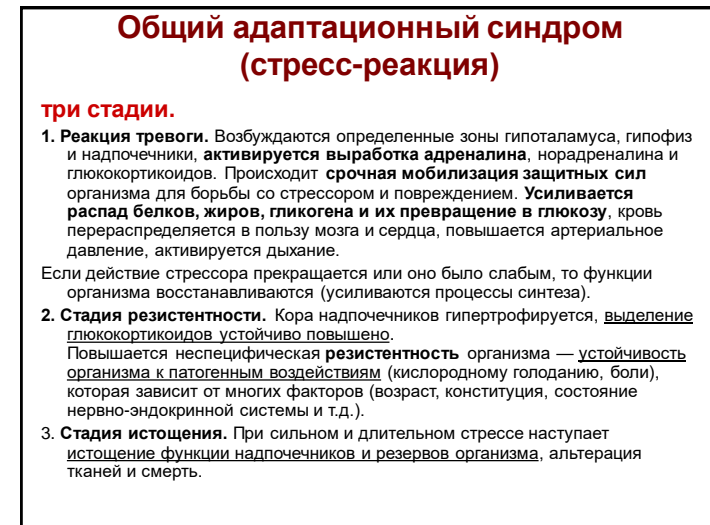 Общий адаптационный синдром
(стресс-реакция)
три стадии.
1. Реакция тревоги. Возбуждаются определенные зоны гипоталамуса, гипофиз
и надпочечники, активируется выработка адреналина, норадреналина и
глюкокортикоидов. Происходит срочная мобилизация защитных сил
организма для борьбы со стрессором и повреждением. Усиливается
распад белков, жиров, гликогена и их превращение в глюкозу, кровь
перераспределяется в пользу мозга и сердца, повышается артериальное
давление, активируется дыхание.
Если действие стрессора прекращается или оно было слабым, то функции
организма восстанавливаются (усиливаются процессы синтеза).
2. Стадия резистентности. Кора надпочечников гипертрофируется, выделение
глюкокортикоидов устойчиво повышено.
Повышается неспецифическая резистентность организма — устойчивость
организма к патогенным воздействиям (кислородному голоданию, боли),
которая зависит от многих факторов (возраст, конституция, состояние
нервно-эндокринной системы и т.д.).
3. Стадия истощения. При сильном и длительном стрессе наступает
истощение функции надпочечников и резервов организма, альтерация
тканей и смерть.